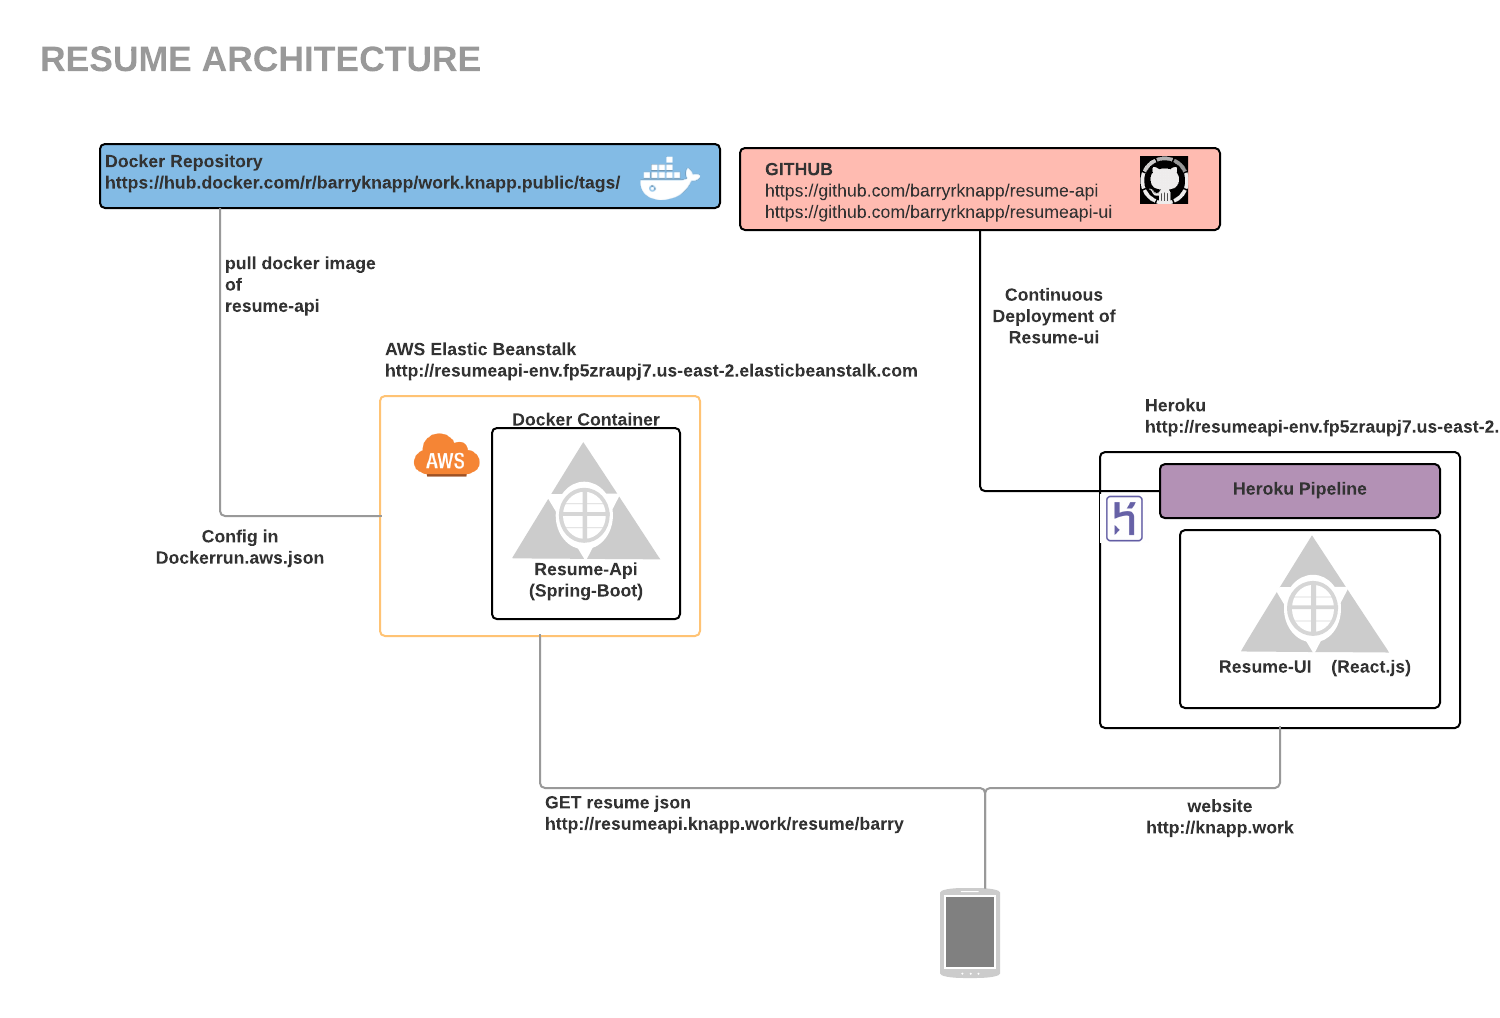 RESUME ARCHITECTURE
Docker Repository
https://hub.docker.com/r/barryknapp/work.knapp.public/tags/
GITHUB
https://github.com/barryrknapp/resume-api
https://github.com/barryrknapp/resumeapi-ui
pull docker image
of
resume-api
Continuous
Deployment of
Resume-ui
AWS Elastic Beanstalk
http://resumeapi-env.fp5zraupj7.us-east-2.elasticbeanstalk.com
Heroku
http://resumeapi-env.fp5zraupj7.us-east-2.
Docker Container
AWS
Heroku Pipeline
Config in
Dockerrun.aws.json
Resume-Api
(Spring-Boot)
Resume-UI (React.js)
GET resume json
http://resumeapi.knapp.work/resume/barry
website
http://knapp.work